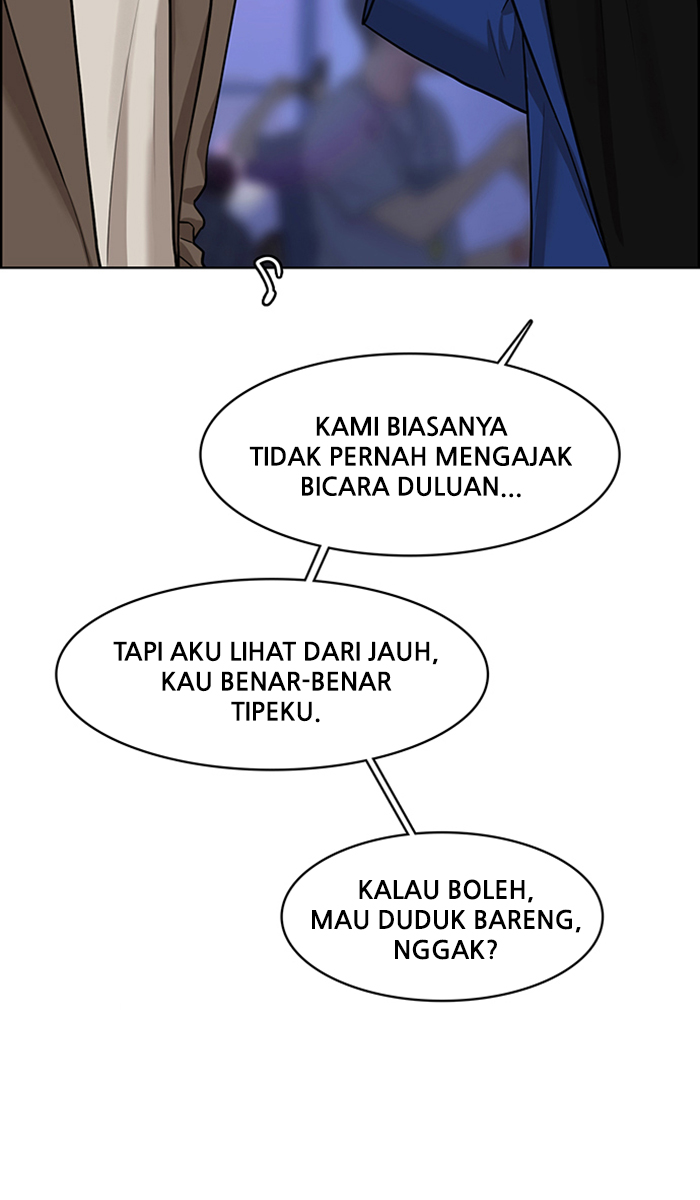 KAMI BIASANYA
TIDAK PERNAH MENGAJAK
BICARA DULUAN...
TAPI AKU LIHAT DARI JAUH,
KAU BENAR-BENAR
TIPEKU.
KALAU BOLEH,
MAU DUDUK BARENG,
NGGAK?